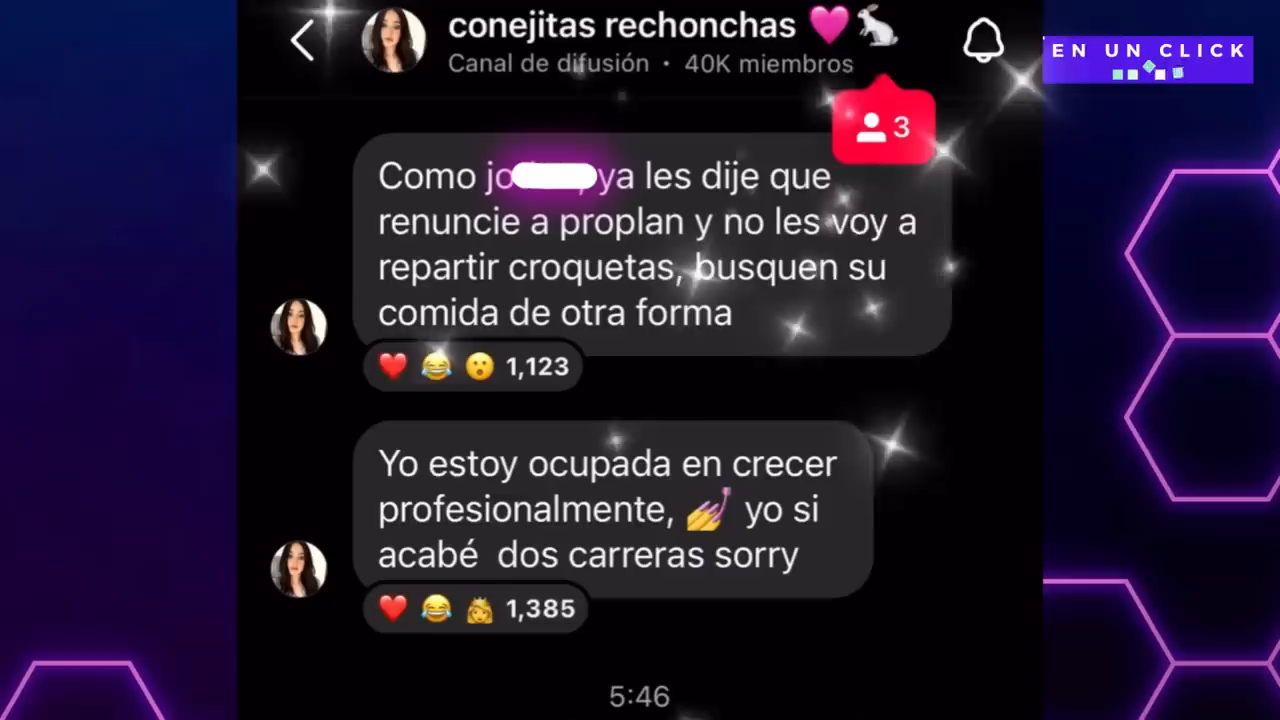 conejitas rechonchas 🩷🐇
Canal de difusión • 40K miembros
EN UN CLICK
3
Como jo ya les dije que
renuncie a proplan y no les voy a
repartir croquetas, busquen su
comida de otra forma
❤️ 😂 😮 1,123
Yo estoy ocupada en crecer
profesionalmente, 💅 yo si
acabé dos carreras sorry
❤️ 😂 👸 1,385
5:46